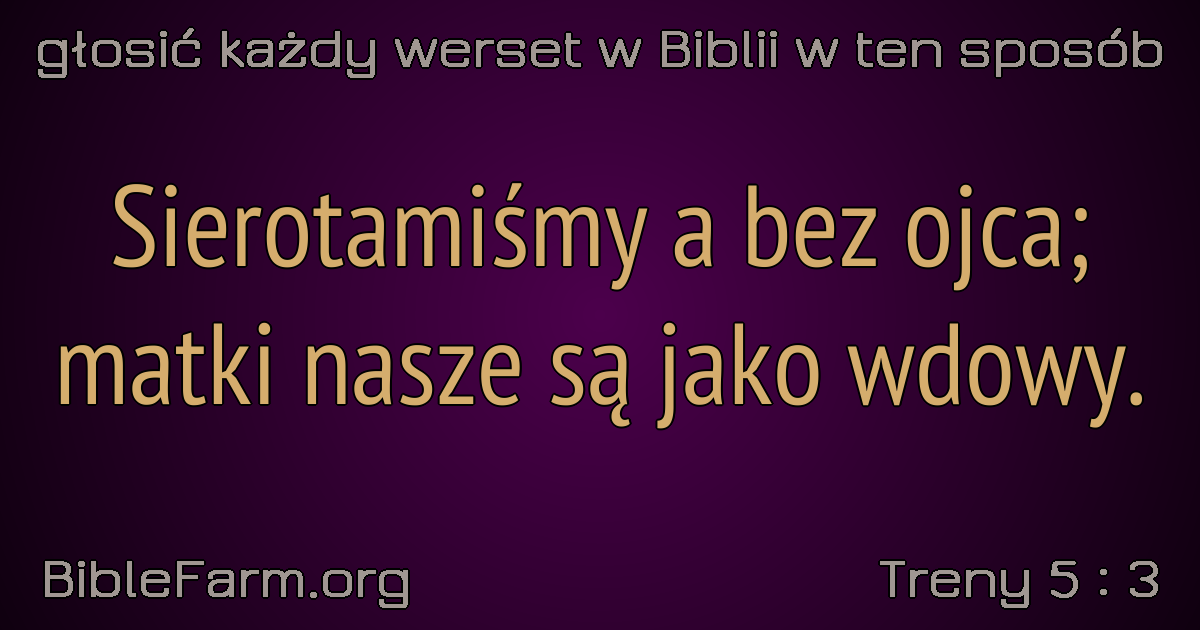 głosić każdy werset w Biblii w ten sposób
Sierotamiśmy a bez ojca;
matki nasze są jako wdowy.
BibleFarm.org
Treny 5 : 3